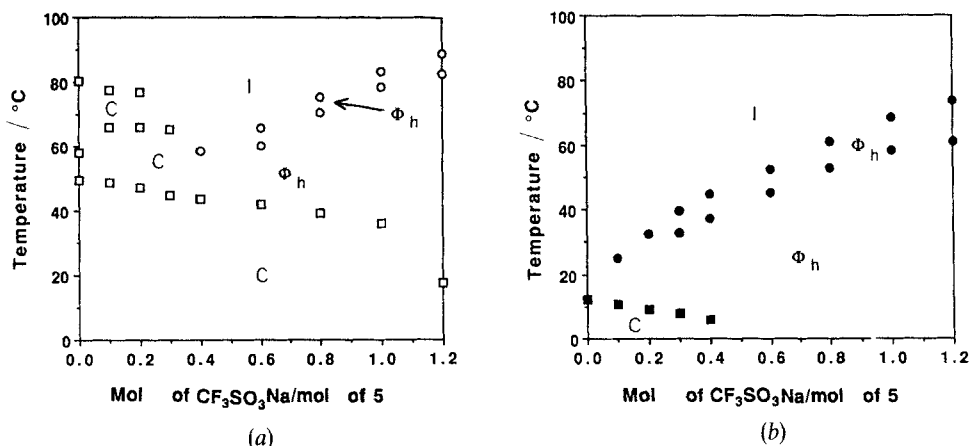 100
80
60
40
20
0
Temperature / °C
I
C
C
C
Φh
Φh
0.0 0.2 0.4 0.6 0.8 1.0 1.2
Mol of CF₃SO₃Na/mol of 5
(a)
100
80
60
40
20
0
Temperature / °C
I
Φh
Φh
C
0.0 0.2 0.4 0.6 0.8 1.0 1.2
Mol of CF₃SO₃Na/mol of 5
(b)